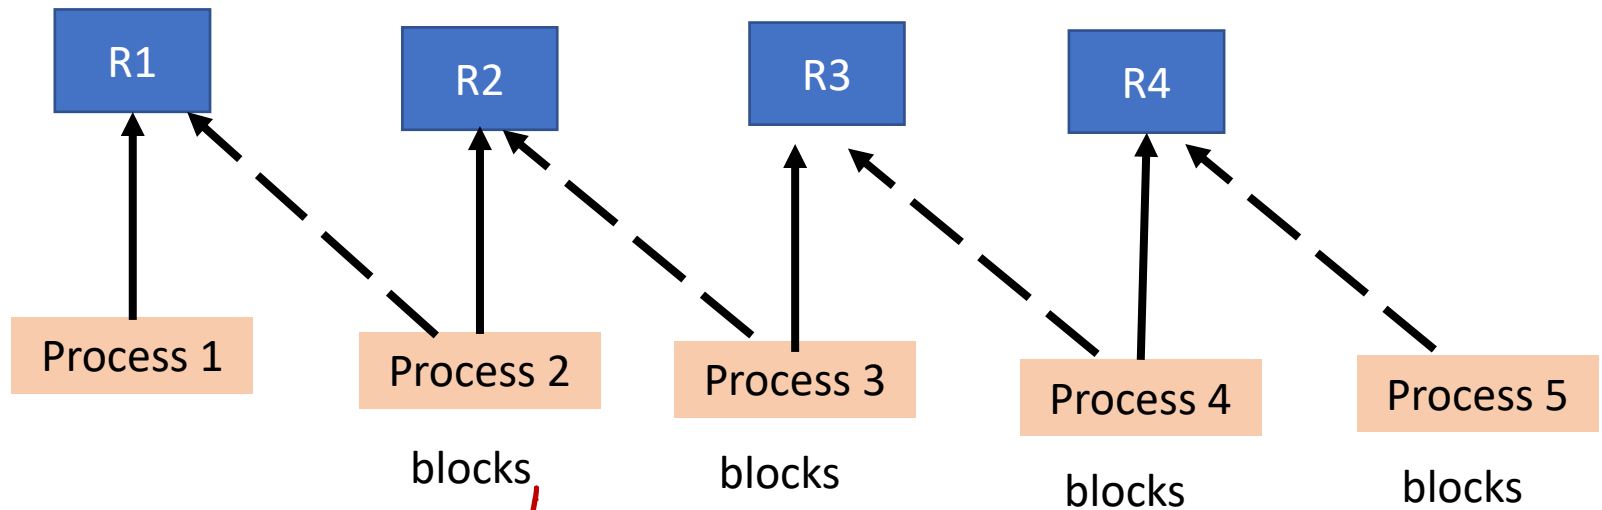 R1
R2
R3
R4
Process 1
Process 2
Process 3
Process 4
Process 5
blocks
blocks
blocks
blocks